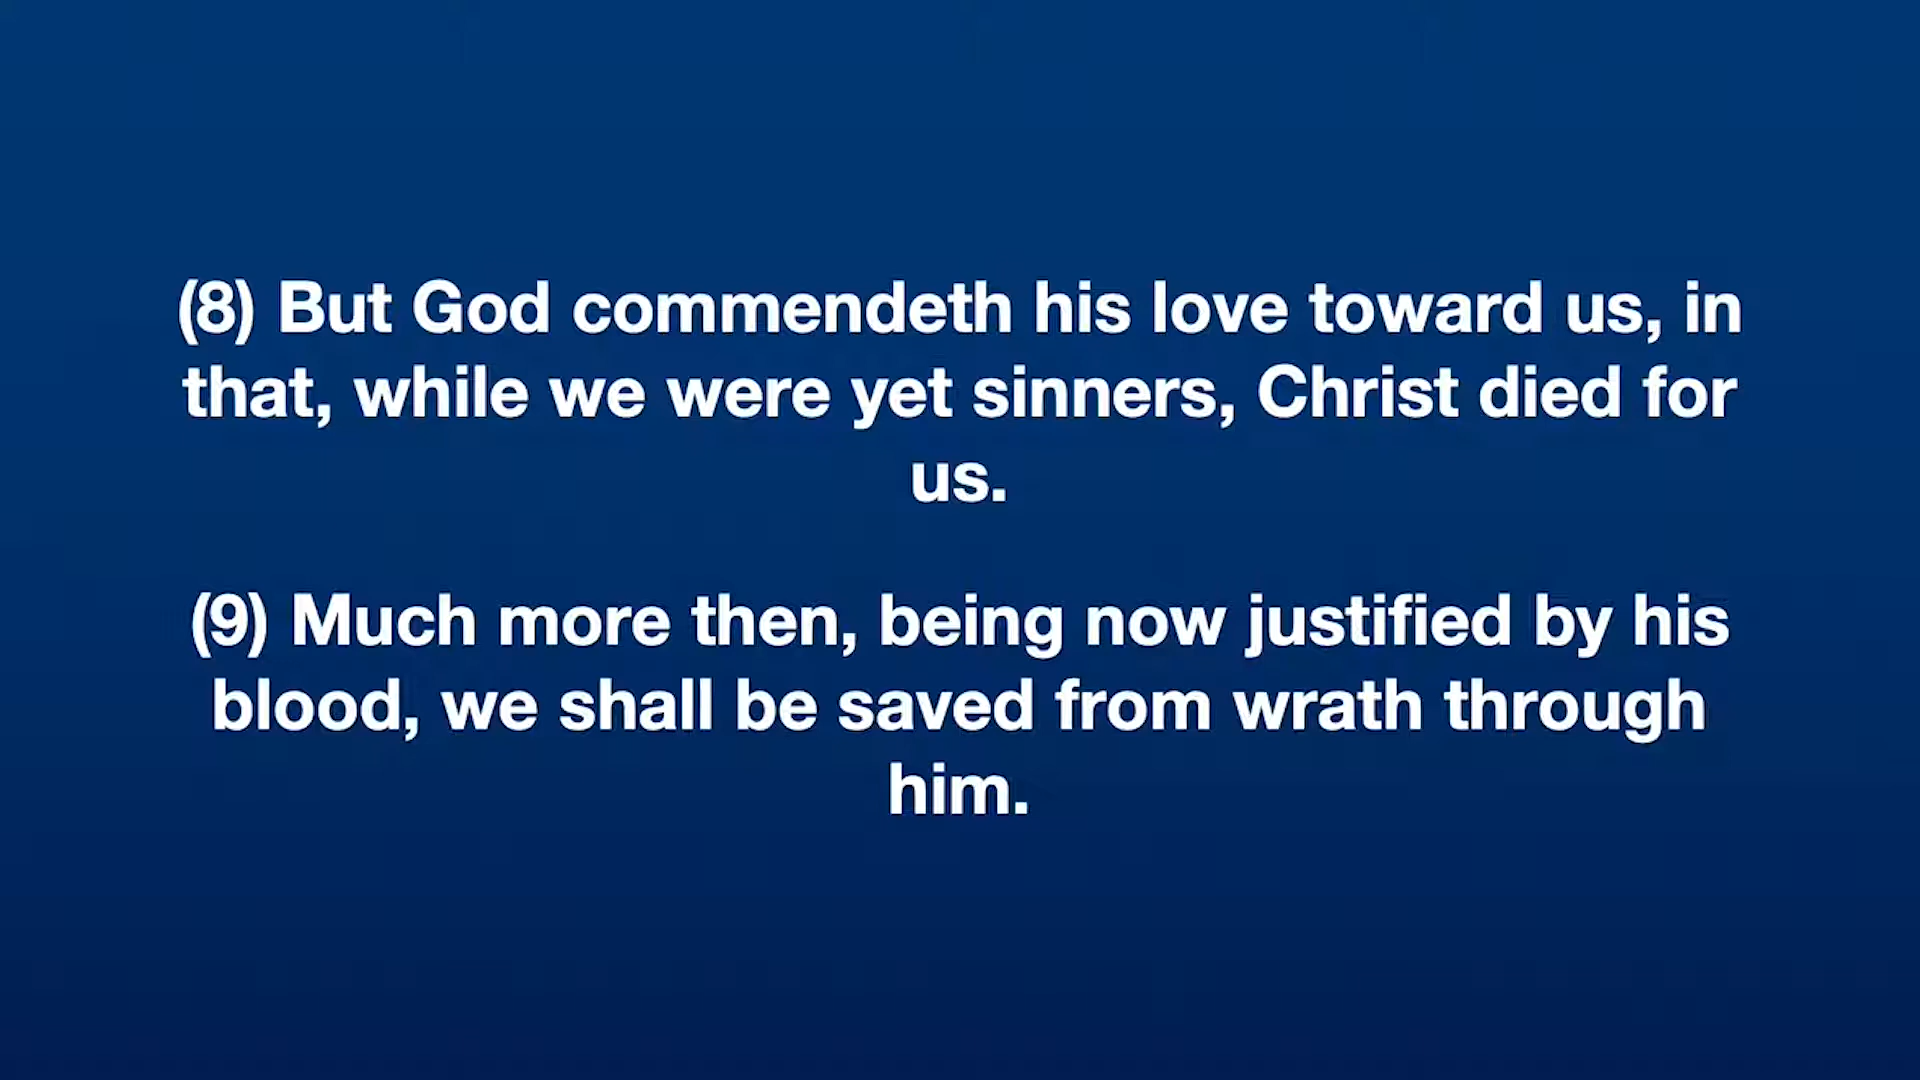 (8) But God commendeth his love toward us, in
that, while we were yet sinners, Christ died for
us.
(9) Much more then, being now justified by his
blood, we shall be saved from wrath through
him.